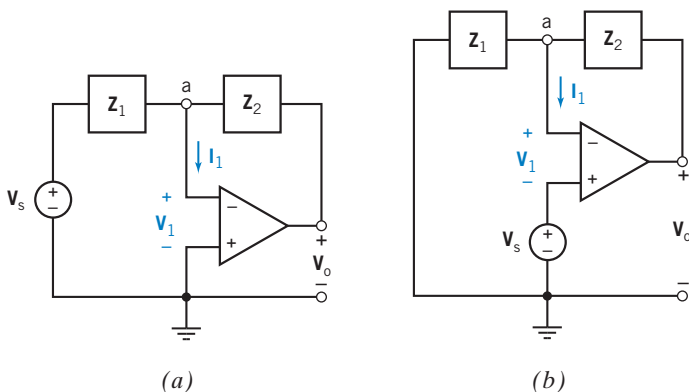 Z1
a
Z2
I1
+
V1
−
−
+
Vs
+
−
+
Vo
−
(a)
Z1
a
Z2
I1
+
V1
−
−
+
Vs
+
−
+
Vo
−
(b)